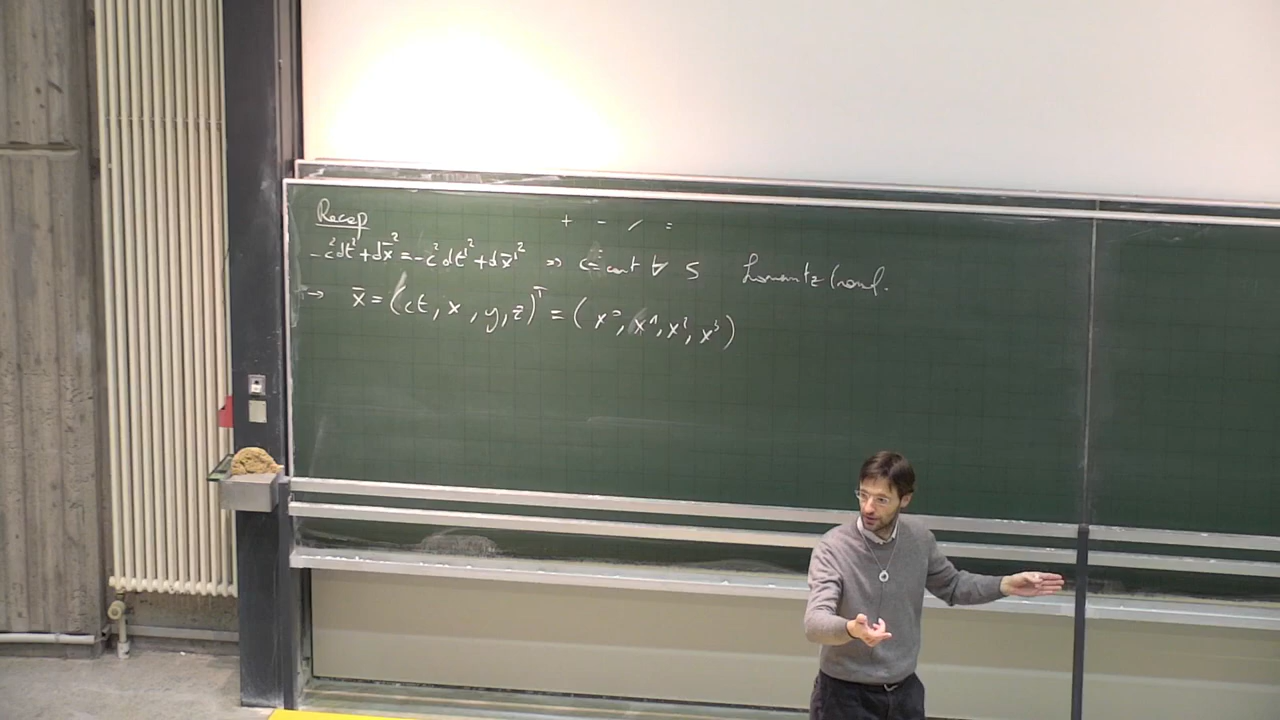 Recap
+ - / =
-c²dt²+dx̄²=-c²dt'²+dx̄'² => c=const ∀ S Lorentz transf.
→ x̄ = (ct, x, y, z)ᵀ = (x⁰, x¹, x², x³)